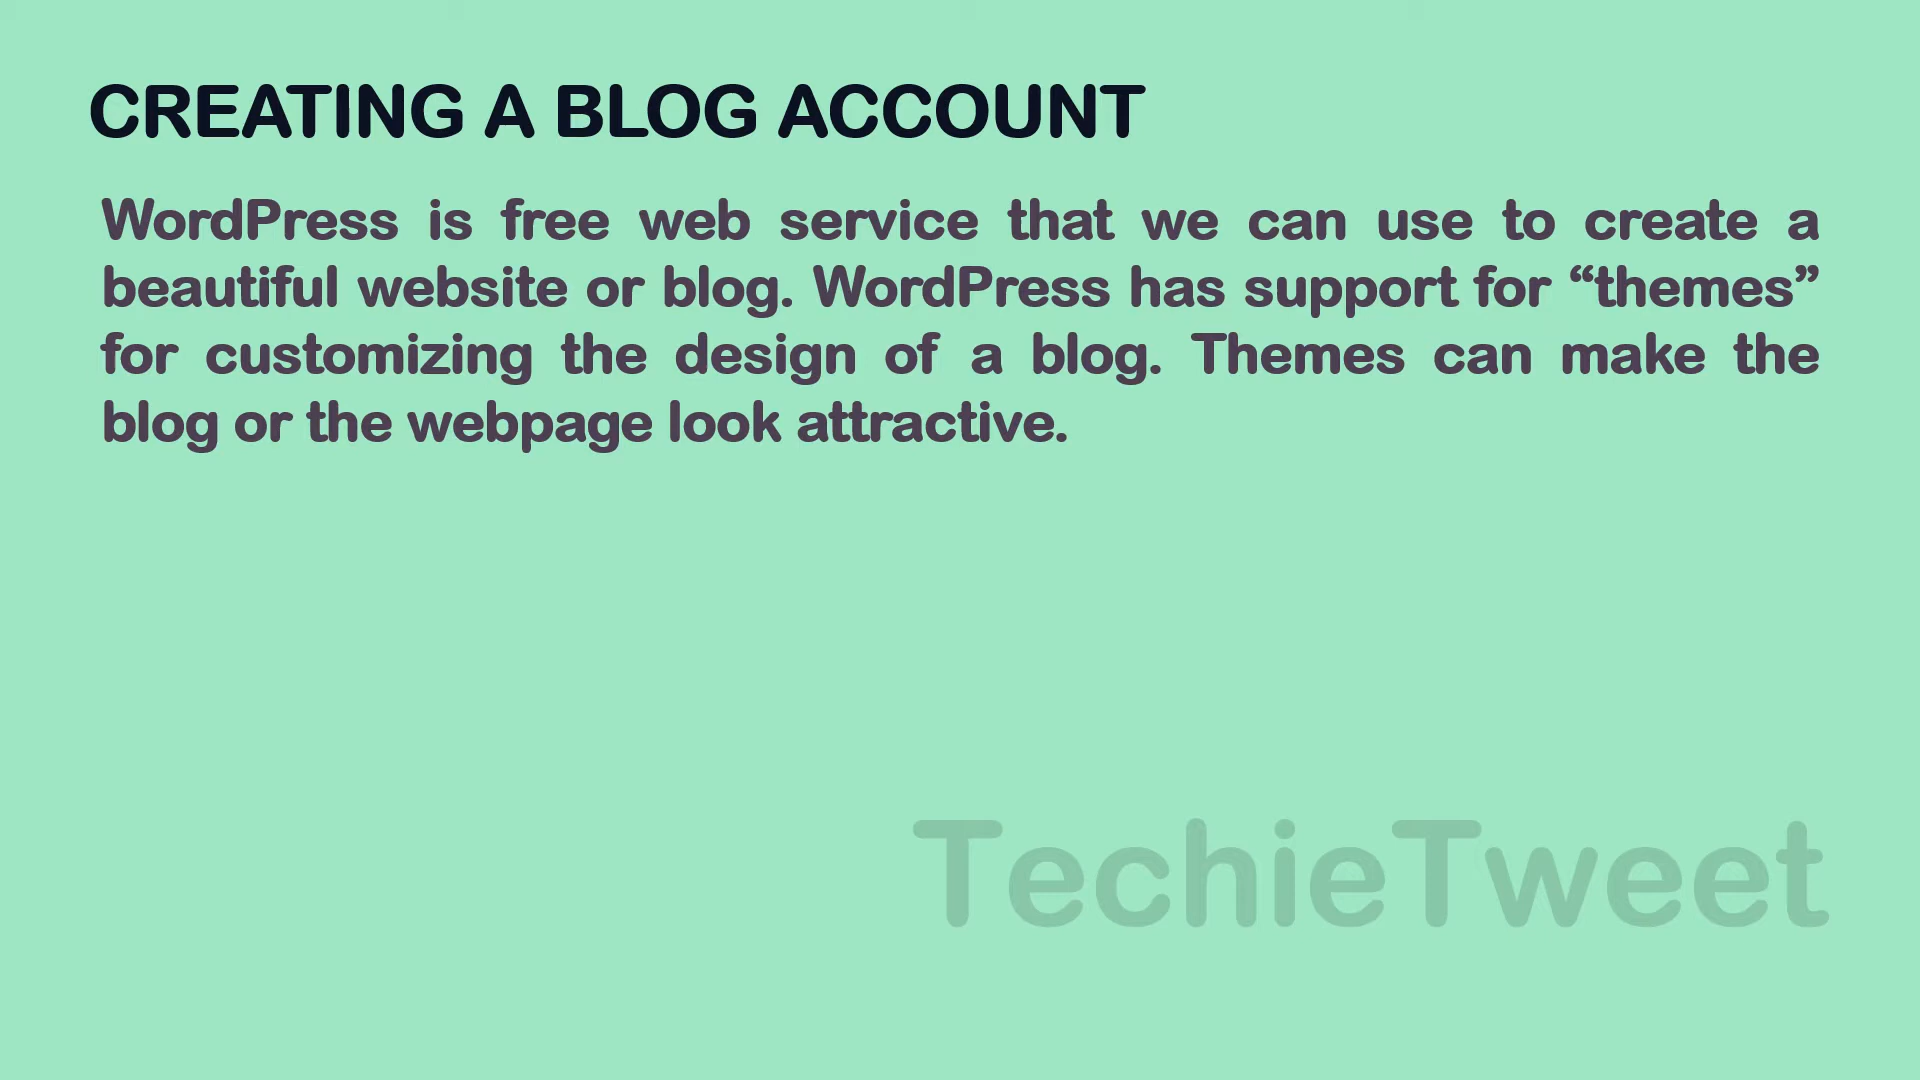 CREATING A BLOG ACCOUNT
WordPress is free web service that we can use to create a
beautiful website or blog. WordPress has support for “themes”
for customizing the design of a blog. Themes can make the
blog or the webpage look attractive.
TechieTweet